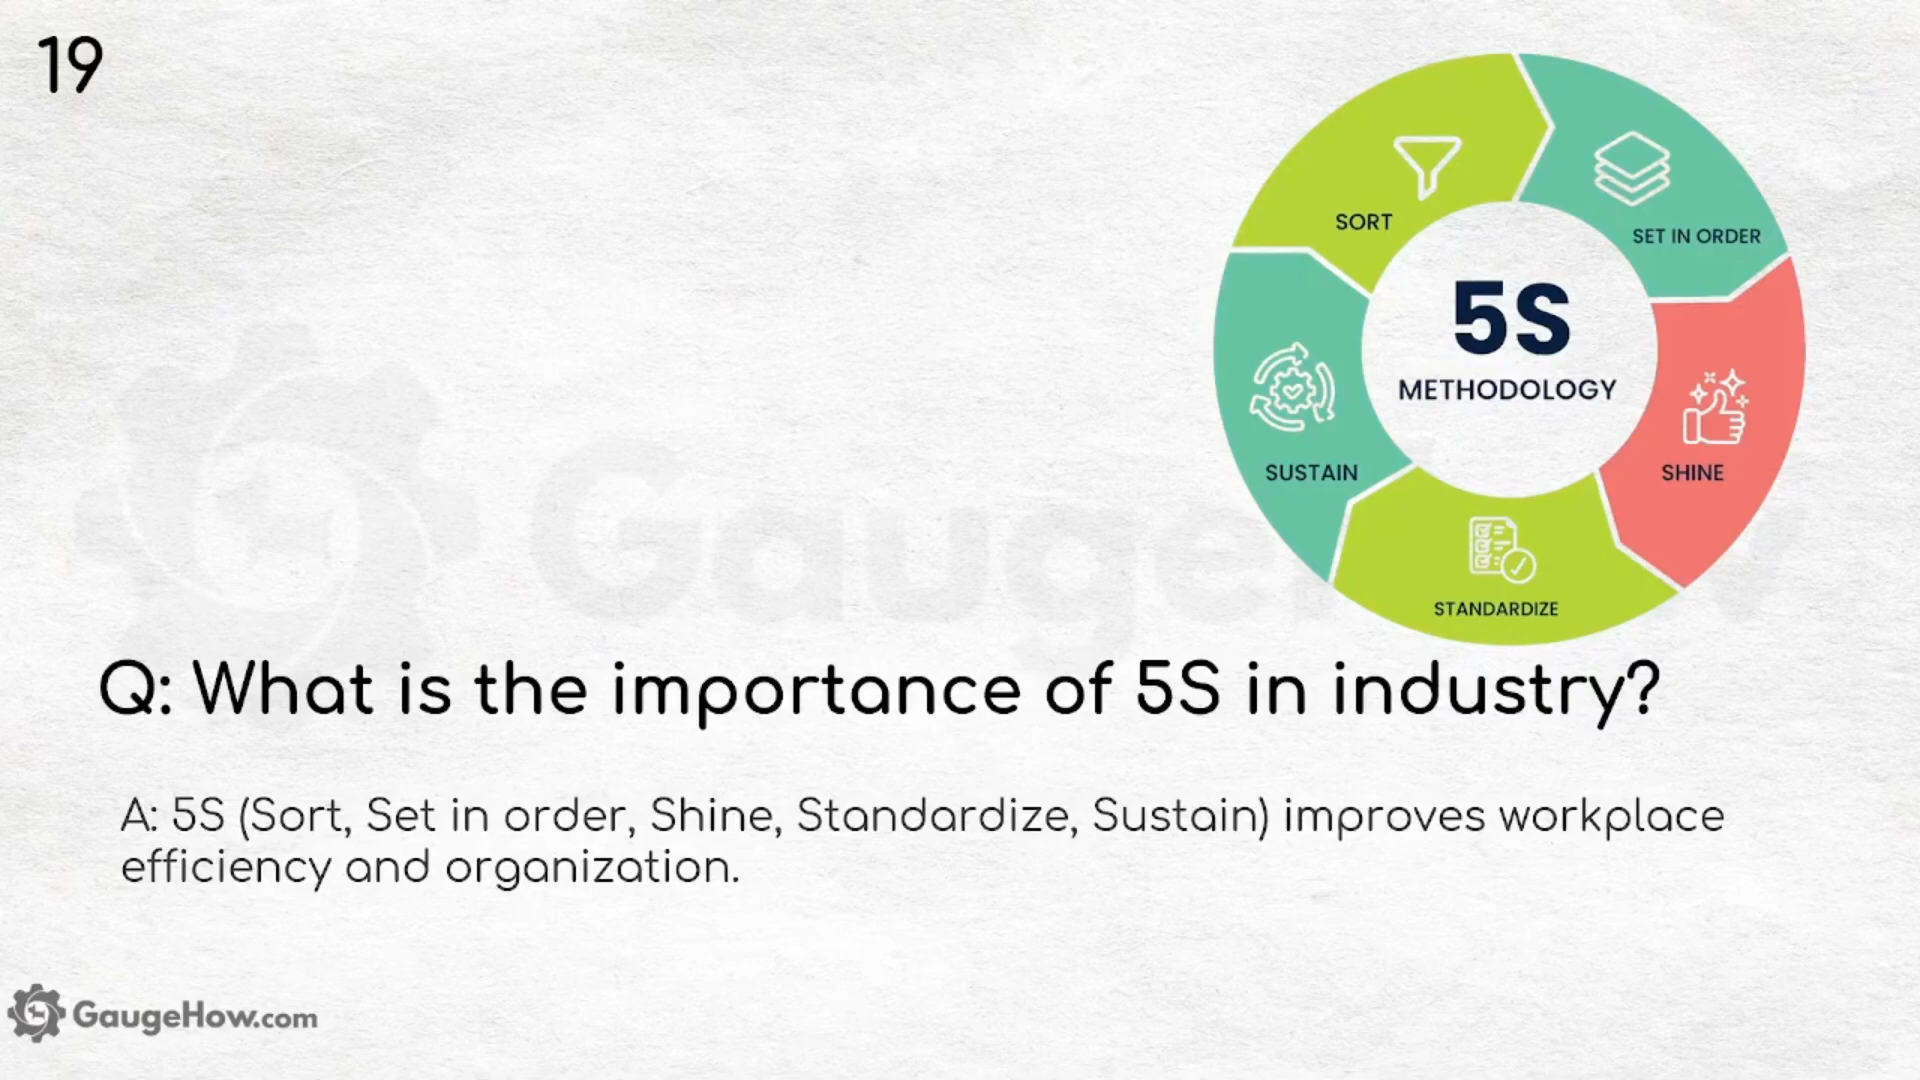 19
SORT
SET IN ORDER
5S
METHODOLOGY
SUSTAIN
SHINE
STANDARDIZE
Q: What is the importance of 5S in industry?
A: 5S (Sort, Set in order, Shine, Standardize, Sustain) improves workplace
efficiency and organization.
GaugeHow.com